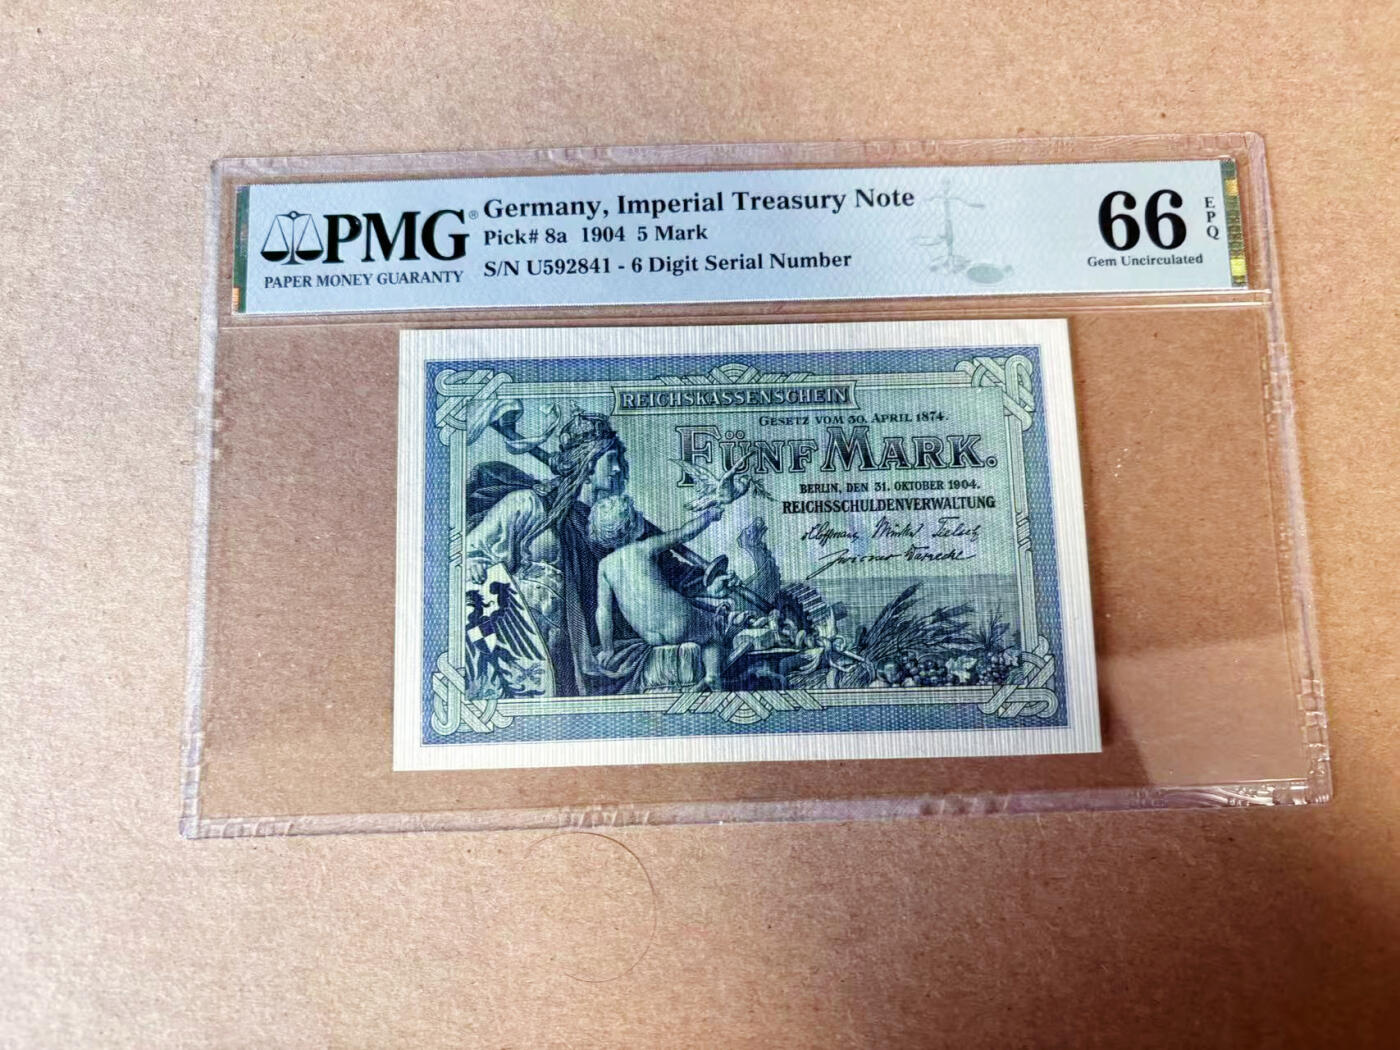 PMG®
PAPER MONEY GUARANTY
Germany, Imperial Treasury Note
Pick# 8a 1904 5 Mark
S/N U592841 - 6 Digit Serial Number
66 EPQ
Gem Uncirculated
REICHSKASSENSCHEIN
GESETZ VOM 30. APRIL 1874.
FÜNF MARK.
BERLIN, DEN 31. OKTOBER 1904.
REICHSSCHULDENVERWALTUNG